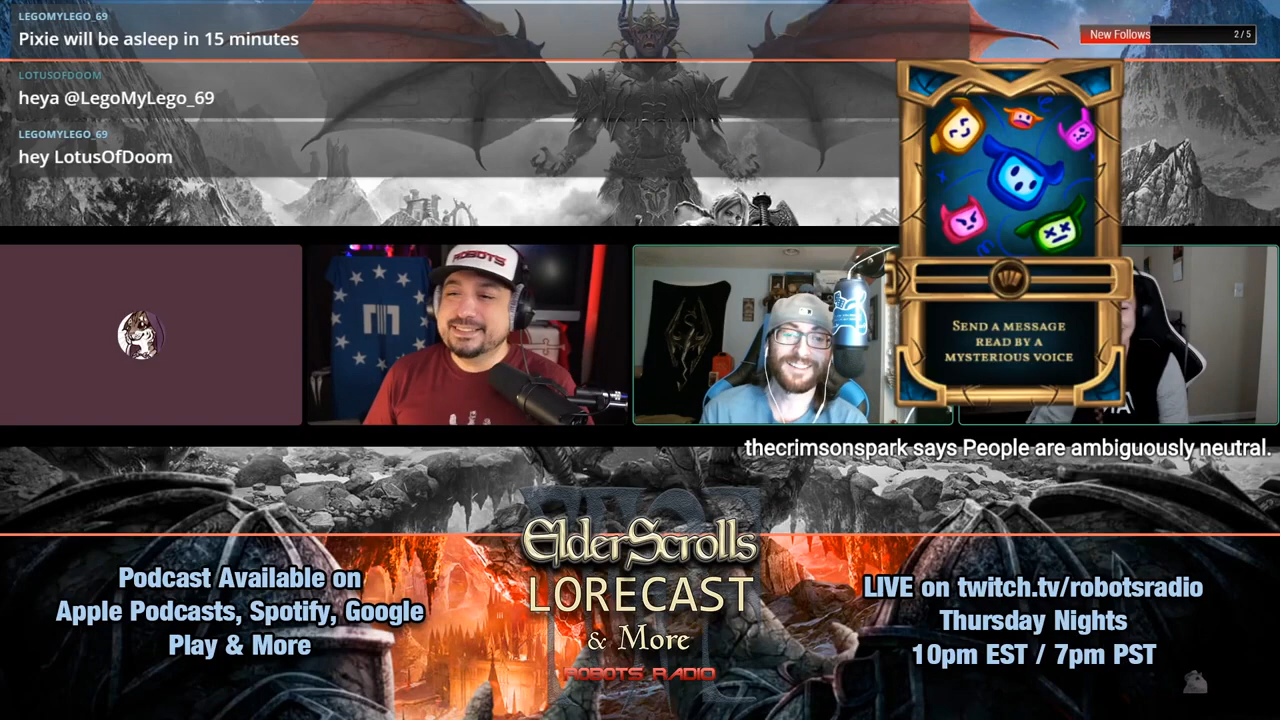 LEGOMYLEGO_69
Pixie will be asleep in 15 minutes
LOTUSOFDOOM
heya @LegoMyLego_69
LEGOMYLEGO_69
hey LotusOfDoom
New Follows 2 / 5
ROBOTS
SEND A MESSAGE
READ BY A
MYSTERIOUS VOICE
thecrimsonspark says People are ambiguously neutral.
Podcast Available on
Apple Podcasts, Spotify, Google
Play & More
ElderScrolls
LORECAST
& More
ROBOTS RADIO
LIVE on twitch.tv/robotsradio
Thursday Nights
10pm EST / 7pm PST